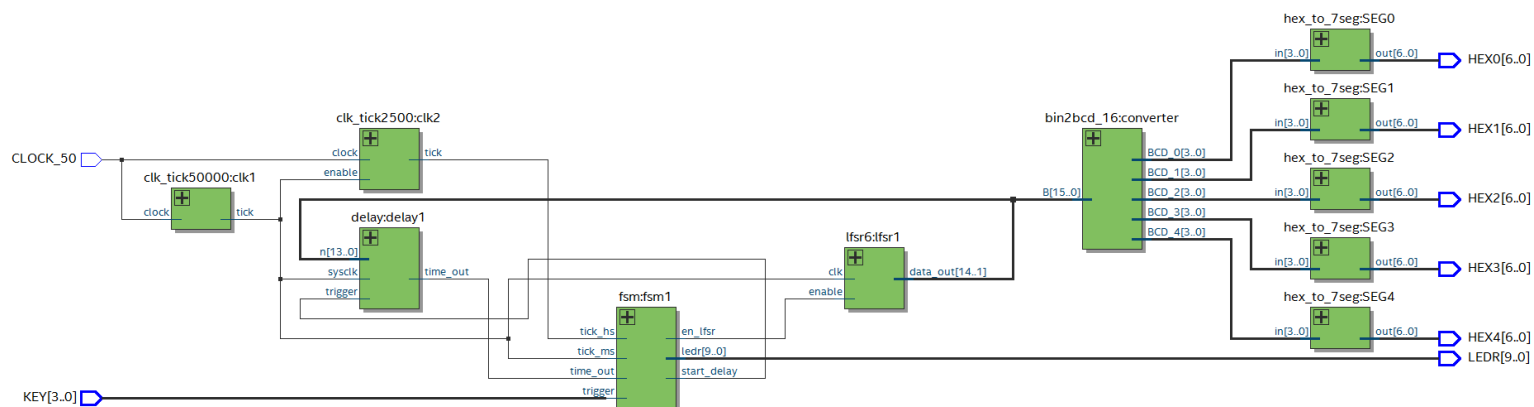 CLOCK_50
clk_tick50000:clk1
clock
tick
clk_tick2500:clk2
clock
enable
tick
delay:delay1
n[13..0]
sysclk
trigger
time_out
fsm:fsm1
tick_hs
tick_ms
time_out
trigger
en_lfsr
ledr[9..0]
start_delay
KEY[3..0]
lfsr6:lfsr1
clk
enable
data_out[14..1]
bin2bcd_16:converter
B[15..0]
BCD_0[3..0]
BCD_1[3..0]
BCD_2[3..0]
BCD_3[3..0]
BCD_4[3..0]
hex_to_7seg:SEG0
in[3..0]
out[6..0]
HEX0[6..0]
hex_to_7seg:SEG1
in[3..0]
out[6..0]
HEX1[6..0]
hex_to_7seg:SEG2
in[3..0]
out[6..0]
HEX2[6..0]
hex_to_7seg:SEG3
in[3..0]
out[6..0]
HEX3[6..0]
hex_to_7seg:SEG4
in[3..0]
out[6..0]
HEX4[6..0]
LEDR[9..0]